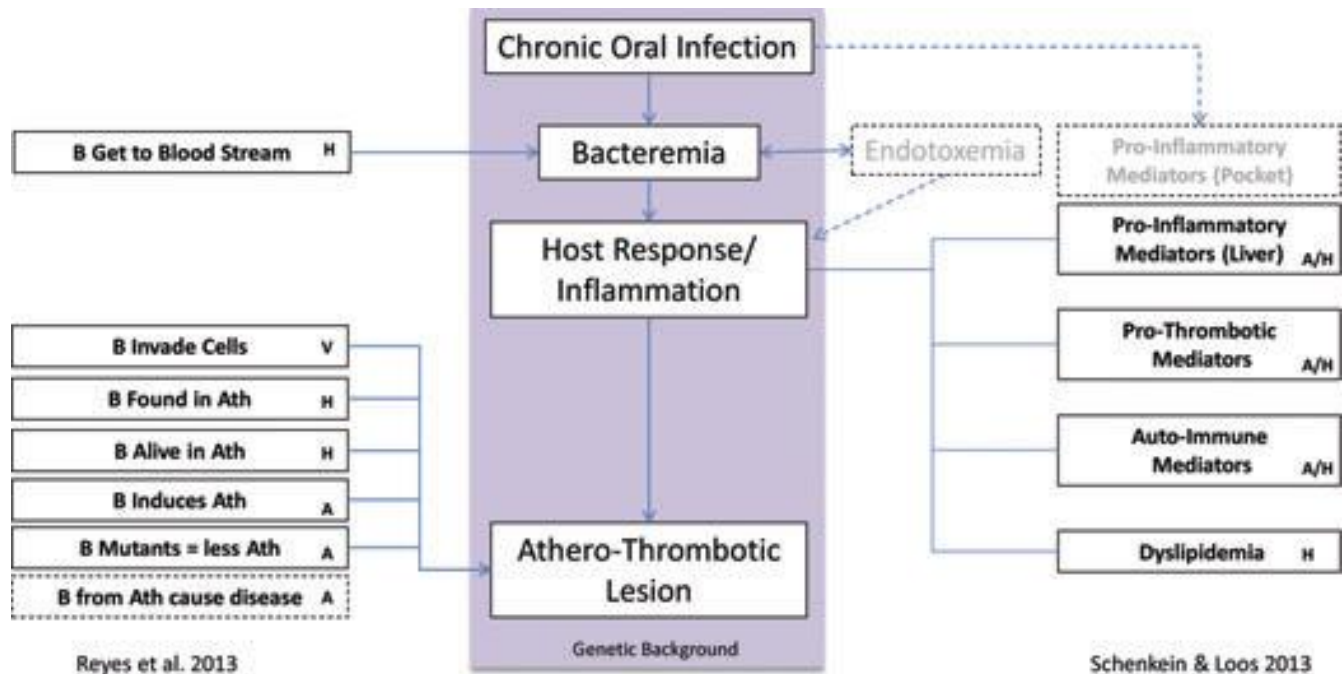 Chronic Oral Infection
B Get to Blood Stream H
Bacteremia
Endotoxemia
Pro-Inflammatory
Mediators (Pocket)
Host Response/
Inflammation
Pro-Inflammatory
Mediators (Liver) A/H
Pro-Thrombotic
Mediators A/H
Auto-Immune
Mediators A/H
Dyslipidemia H
B Invade Cells V
B Found in Ath H
B Alive in Ath H
B Induces Ath A
B Mutants = less Ath A
B from Ath cause disease A
Athero-Thrombotic
Lesion
Genetic Background
Reyes et al. 2013
Schenkein & Loos 2013